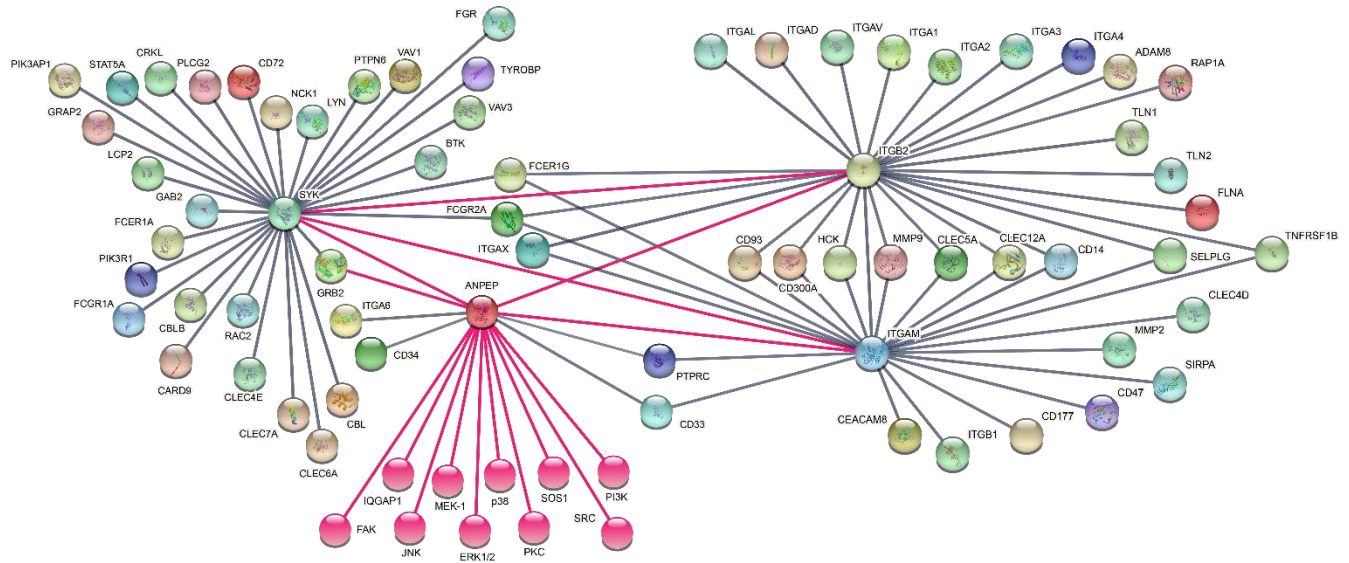 FGR
ITGAL
ITGAD
ITGAV
ITGA1
ITGA2
ITGA3
ITGA4
ADAM8
RAP1A
CRKL
PLCG2
CD72
PTPN6
VAV1
PIK3AP1
STAT5A
TYROBP
NCK1
LYN
VAV3
GRAP2
TLN1
BTK
LCP2
FCER1G
ITGB2
TLN2
GAB2
SYK
FLNA
FCER1A
FCGR2A
ITGAX
CD93
HCK
MMP9
CLEC5A
CLEC12A
CD14
TNFRSF1B
SELPLG
PIK3R1
CD300A
GRB2
ANPEP
FCGR1A
CBLB
RAC2
ITGA6
ITGAM
CLEC4D
MMP2
CD34
PTPRC
SIRPA
CARD9
CLEC4E
CD47
CLEC7A
CBL
CD33
CEACAM8
ITGB1
CD177
CLEC6A
IQGAP1
MEK-1
p38
SOS1
PI3K
FAK
JNK
ERK1/2
PKC
SRC